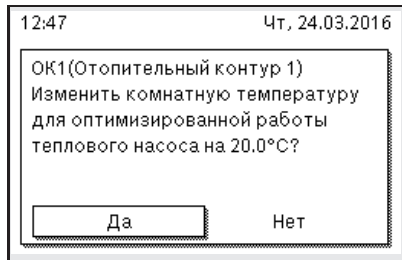 12:47 Чт, 24.03.2016
ОК1(Отопительный контур 1)
Изменить комнатную температуру
для оптимизированной работы
теплового насоса на 20.0°C?
Да Нет